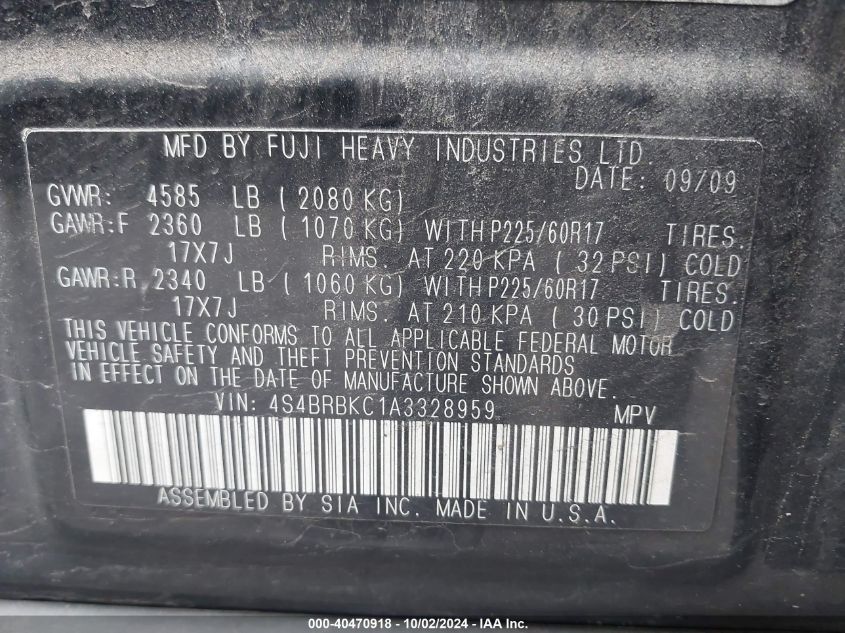 MFD BY FUJI HEAVY INDUSTRIES LTD.
DATE: 09/09
GVWR: 4585 LB ( 2080 KG)
GAWR:F 2360 LB ( 1070 KG) WITH P225/60R17 TIRES.
17X7J RIMS. AT 220 KPA ( 32 PSI) COLD
GAWR:R 2340 LB ( 1060 KG) WITH P225/60R17 TIRES.
17X7J RIMS. AT 210 KPA ( 30 PSI) COLD
THIS VEHICLE CONFORMS TO ALL APPLICABLE FEDERAL MOTOR
VEHICLE SAFETY AND THEFT PREVENTION STANDARDS
IN EFFECT ON THE DATE OF MANUFACTURE SHOWN ABOVE.
VIN: 4S4BRBKC1A3328959 MPV
ASSEMBLED BY SIA INC. MADE IN U.S.A.
000-40470918 - 10/02/2024 - IAAI.com